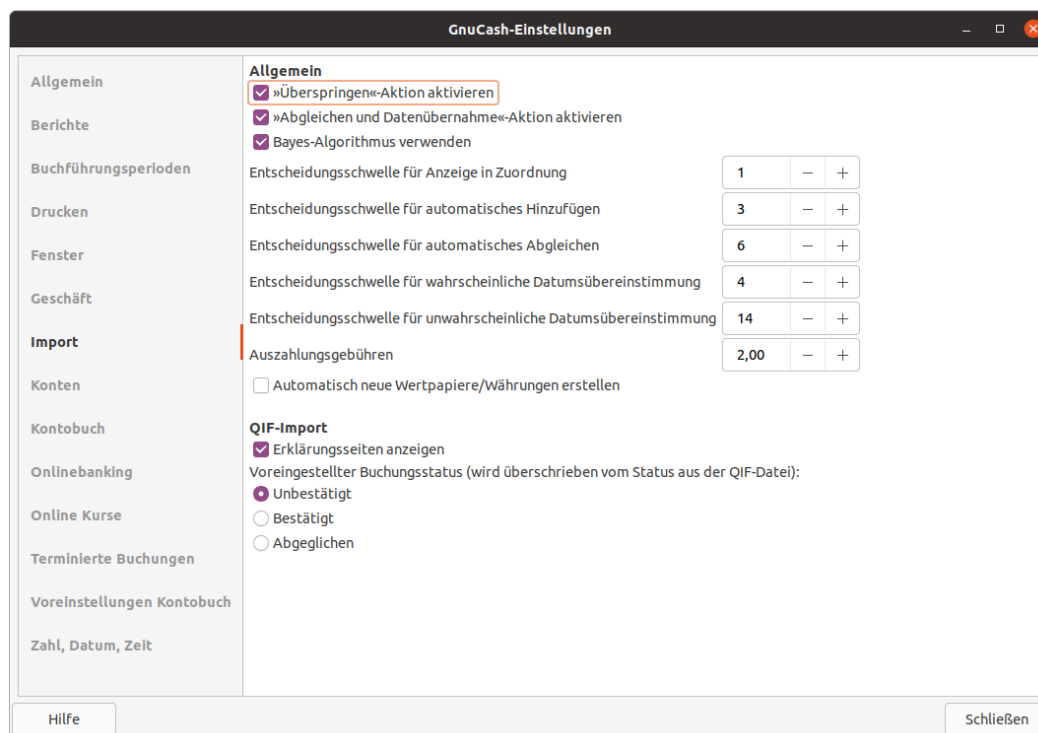 GnuCash-Einstellungen
Allgemein
Berichte
Buchführungsperioden
Drucken
Fenster
Geschäft
Import
Konten
Kontobuch
Onlinebanking
Online Kurse
Terminierte Buchungen
Voreinstellungen Kontobuch
Zahl, Datum, Zeit
Allgemein
»Überspringen«-Aktion aktivieren
»Abgleichen und Datenübernahme«-Aktion aktivieren
Bayes-Algorithmus verwenden
Entscheidungsschwelle für Anzeige in Zuordnung 1
Entscheidungsschwelle für automatisches Hinzufügen 3
Entscheidungsschwelle für automatisches Abgleichen 6
Entscheidungsschwelle für wahrscheinliche Datumsübereinstimmung 4
Entscheidungsschwelle für unwahrscheinliche Datumsübereinstimmung 14
Auszahlungsgebühren 2,00
Automatisch neue Wertpapiere/Währungen erstellen
QIF-Import
Erklärungsseiten anzeigen
Voreingestellter Buchungsstatus (wird überschrieben vom Status aus der QIF-Datei):
Unbestätigt
Bestätigt
Abgeglichen
Hilfe
Schließen